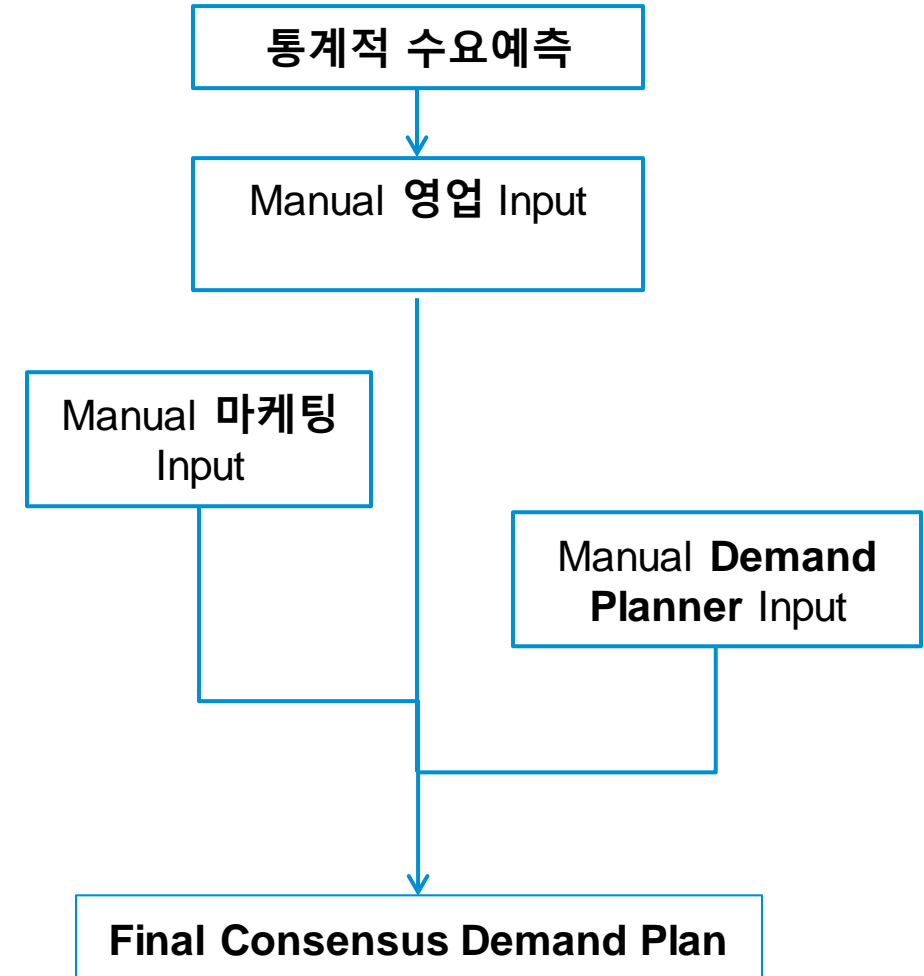 통계적 수요예측
Manual 영업 Input
Manual 마케팅
Input
Manual Demand
Planner Input
Final Consensus Demand Plan